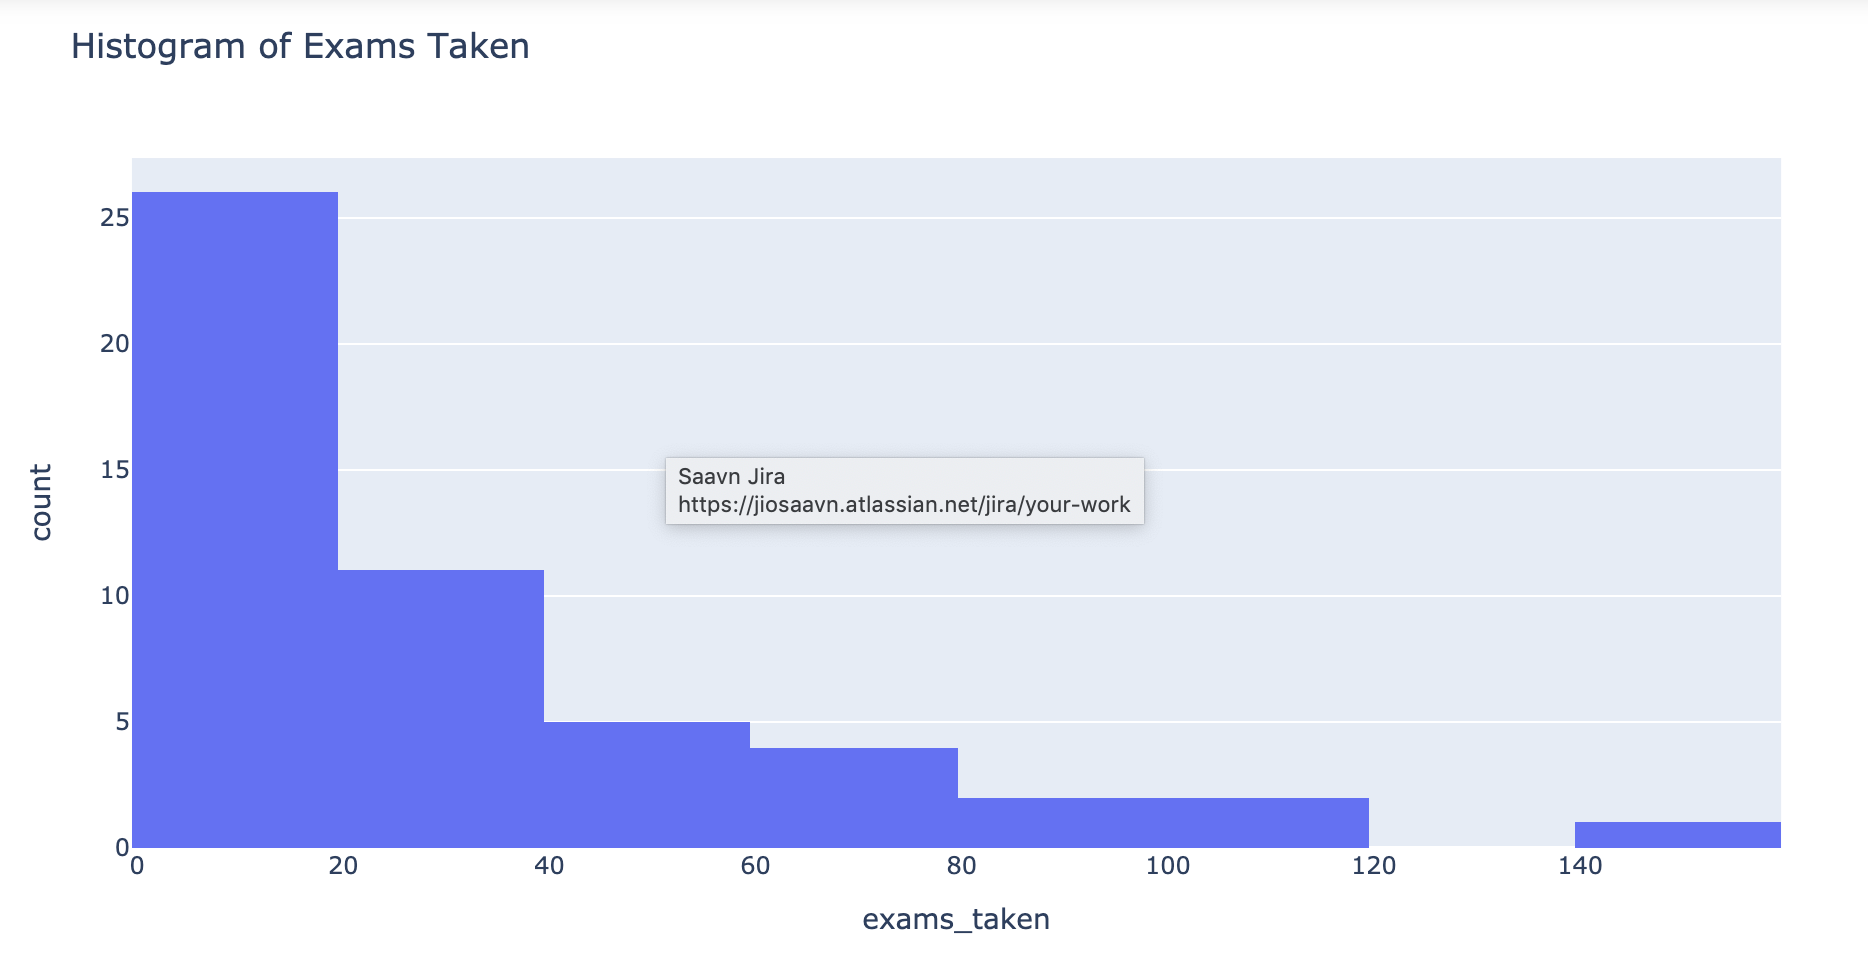 Histogram of Exams Taken
25
20
15
10
5
0
count
Saavn Jira
https://jiosaavn.atlassian.net/jira/your-work
0 20 40 60 80 100 120 140
exams_taken